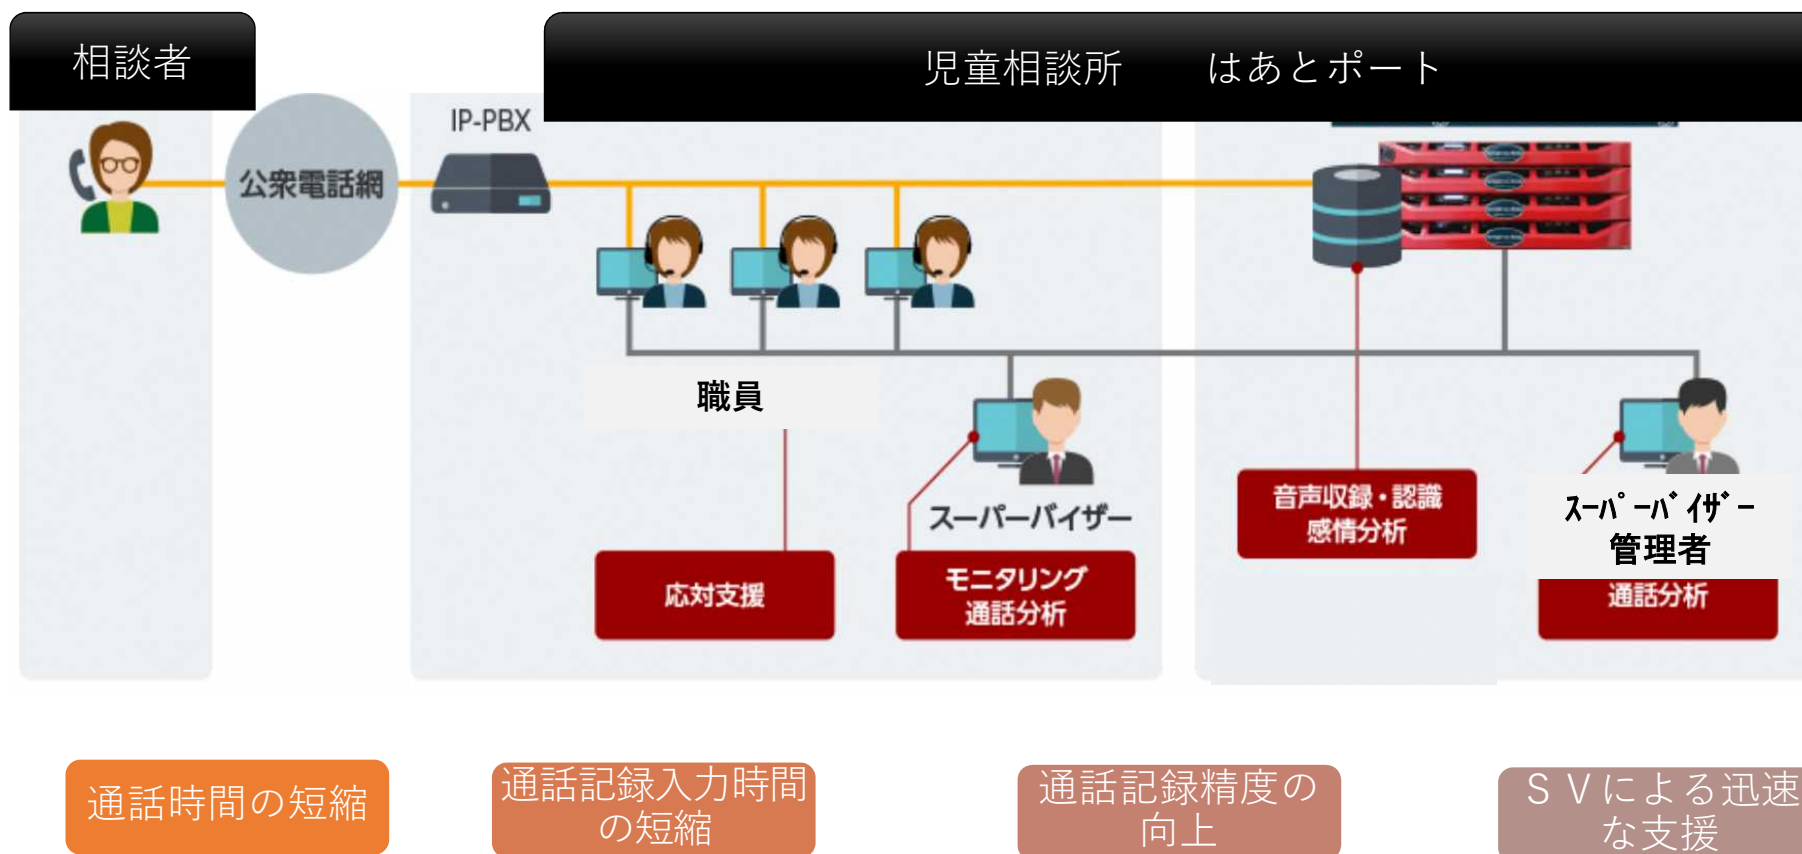 相談者
児童相談所　　はあとポート
IP-PBX
公衆電話網
職員
スーパーバイザー
音声収録・認識
感情分析
ｽｰﾊﾟｰﾊﾞｲｻﾞｰ
管理者
応対支援
モニタリング
通話分析
通話分析
通話時間の短縮
通話記録入力時間
の短縮
通話記録精度の
向上
ＳＶによる迅速
な支援